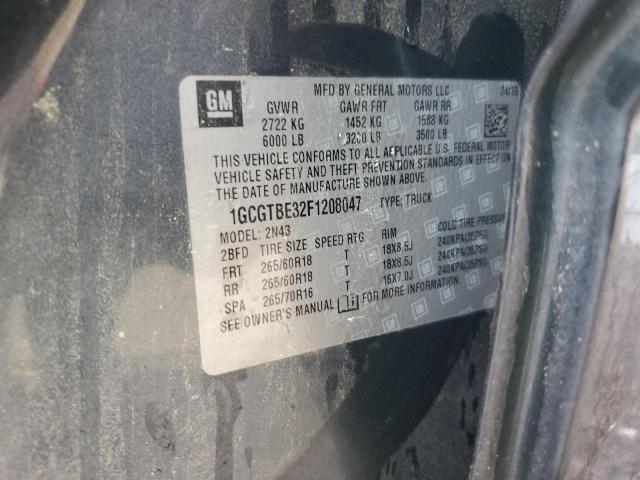 GM
MFD BY GENERAL MOTORS LLC 04/15
GVWR GAWR FRT GAWR RR
2722 KG 1452 KG 1588 KG
6000 LB 3200 LB 3500 LB
THIS VEHICLE CONFORMS TO ALL APPLICABLE U.S. FEDERAL MOTOR
VEHICLE SAFETY AND THEFT PREVENTION STANDARDS IN EFFECT ON
THE DATE OF MANUFACTURE SHOWN ABOVE.
1GCGTBE32F1208047 TYPE: TRUCK
MODEL: 2N43
2BFD TIRE SIZE SPEED RTG RIM COLD TIRE PRESSURE
FRT 265/60R18 T 18X8.5J 240KPA(35PSI)
RR 265/60R18 T 18X8.5J 240KPA(35PSI)
SPA 265/70R16 T 16X7.0J 240KPA(35PSI)
SEE OWNER'S MANUAL FOR MORE INFORMATION